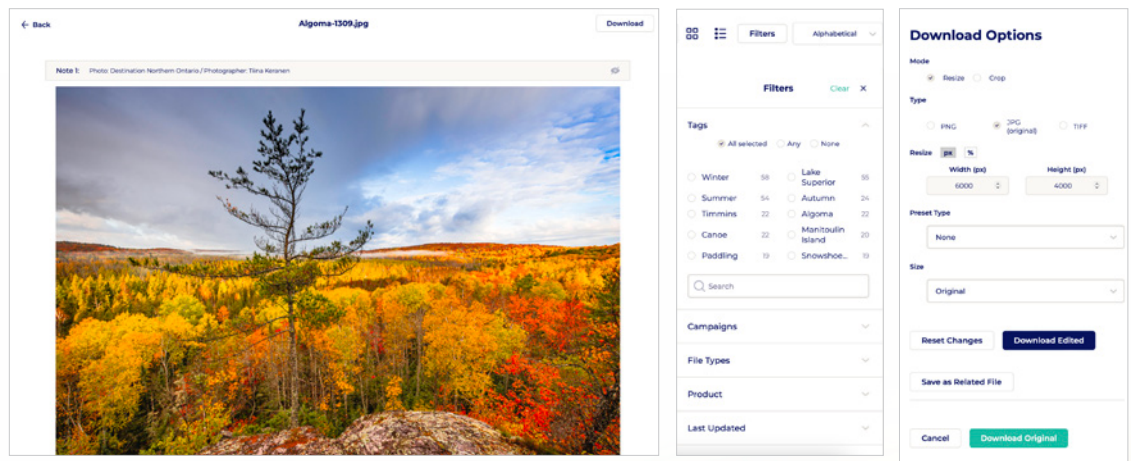 ← Back
Algoma-1309.jpg
Download
Note 1: Photo: Destination Northern Ontario / Photographer: Tiina Keranen
Filters
Alphabetical
Filters
Clear
Tags
All selected
Any
None
Winter 58
Lake Superior 55
Summer 54
Autumn 24
Timmins 22
Algoma 22
Canoe 22
Manitoulin Island 20
Paddling 19
Snowshoe... 19
Search
Campaigns
File Types
Product
Last Updated
Download Options
Mode
Resize
Crop
Type
PNG
JPG (original)
TIFF
Resize px %
Width (px)
Height (px)
6000
4000
Preset Type
None
Size
Original
Reset Changes
Download Edited
Save as Related File
Cancel
Download Original